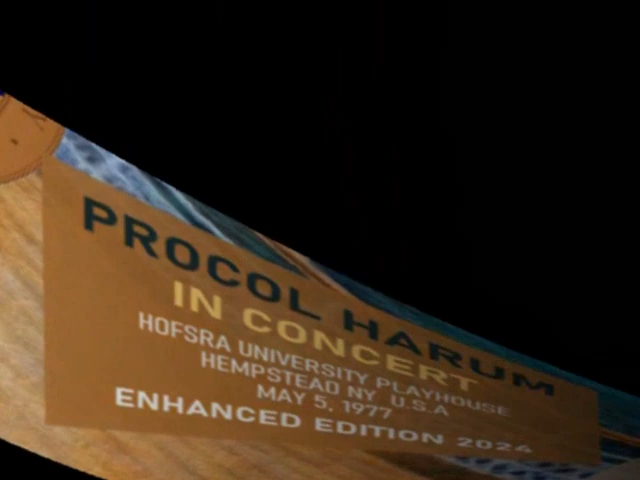 PROCOL HARUM
IN CONCERT
HOFSRA UNIVERSITY PLAYHOUSE
HEMPSTEAD NY U.S.A
MAY 5, 1977
ENHANCED EDITION 2024